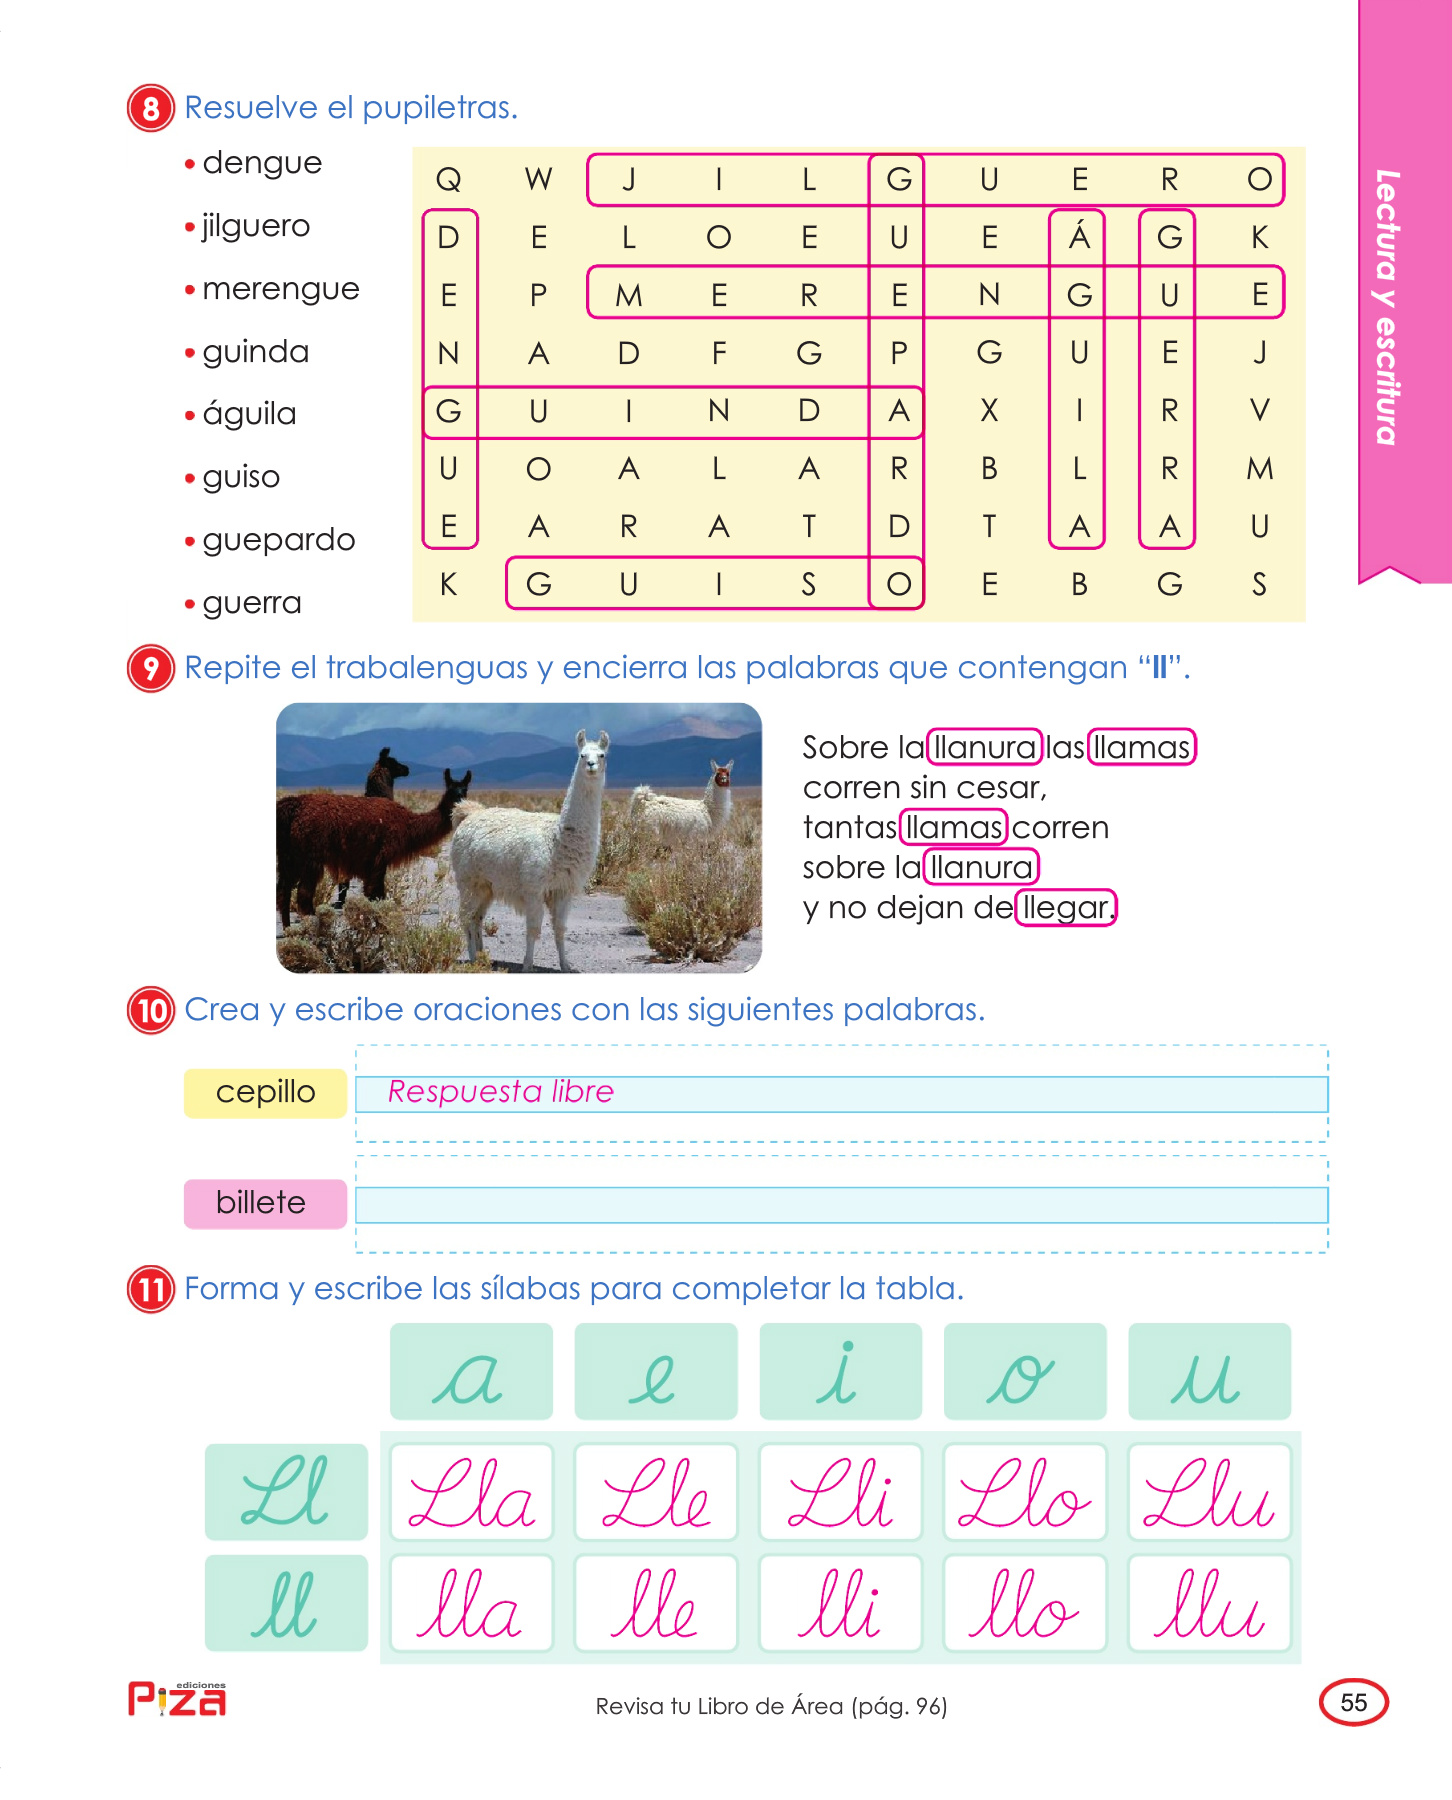 Lectura y escritura
8 Resuelve el pupiletras.
• dengue
• jilguero
• merengue
• guinda
• águila
• guiso
• guepardo
• guerra
Q W J I L G U E R O
D E L O E U E Á G K
E P M E R E N G U E
N A D F G P G U E J
G U I N D A X I R V
U O A L A R B L R M
E A R A T D T A A U
K G U I S O E B G S
9 Repite el trabalenguas y encierra las palabras que contengan “ll”.
Sobre la llanura las llamas
corren sin cesar,
tantas llamas corren
sobre la llanura
y no dejan de llegar.
10 Crea y escribe oraciones con las siguientes palabras.
cepillo Respuesta libre
billete
11 Forma y escribe las sílabas para completar la tabla.
a e i o u
Ll Lla Lle Lli Llo Llu
ll lla lle lli llo llu
ediciones
Piza
Revisa tu Libro de Área (pág. 96)
55